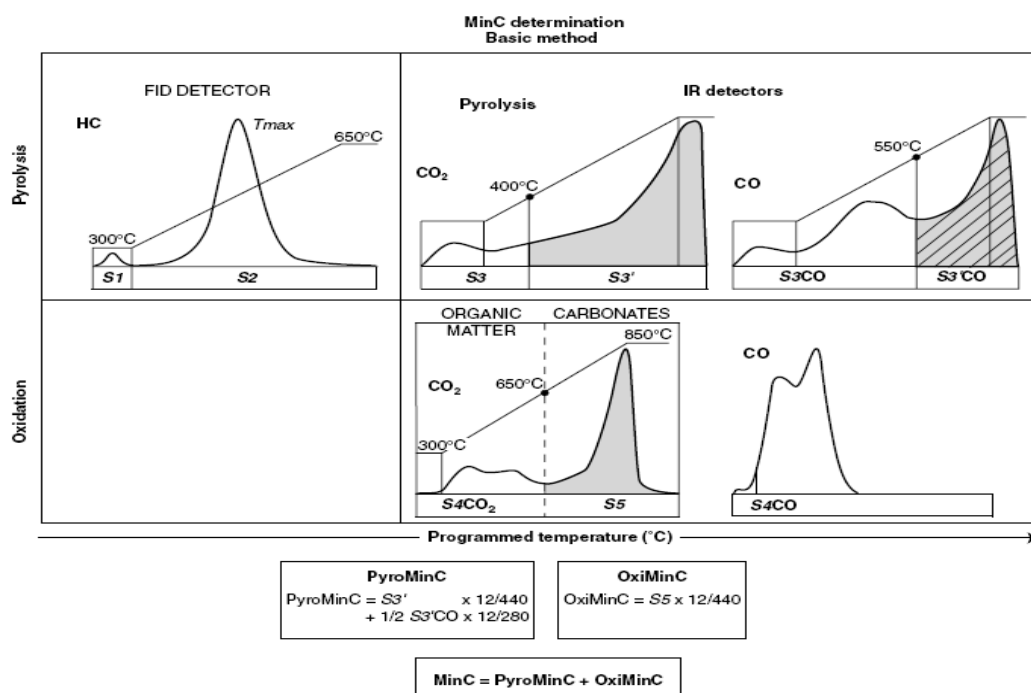 MinC determination
Basic method
Pyrolysis
FID DETECTOR
HC
Tmax
650°C
300°C
S1
S2
Pyrolysis
IR detectors
CO₂
400°C
S3
S3'
CO
550°C
S3CO
S3'CO
Oxidation
ORGANIC MATTER
CARBONATES
850°C
CO₂
650°C
300°C
S4CO₂
S5
CO
S4CO
Programmed temperature (°C)
PyroMinC
PyroMinC = S3' x 12/440
+ 1/2 S3'CO x 12/280
OxiMinC
OxiMinC = S5 x 12/440
MinC = PyroMinC + OxiMinC